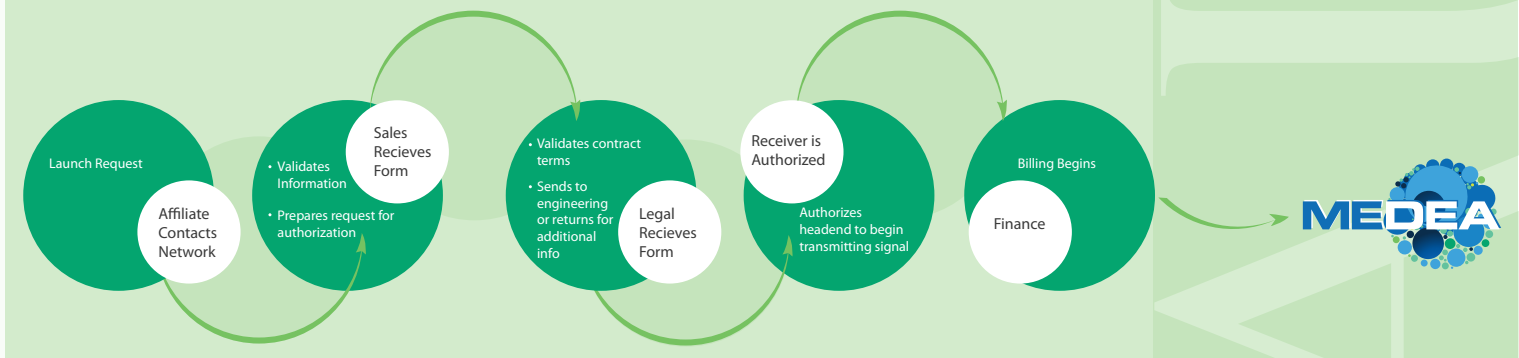 Launch Request
Affiliate
Contacts
Network
• Validates
Information
• Prepares request for
authorization
Sales
Recieves
Form
• Validates contract
terms
• Sends to
engineering
or returns for
additional
info
Legal
Recieves
Form
Receiver is
Authorized
Authorizes
headend to begin
transmitting signal
Billing Begins
Finance
MEDEA